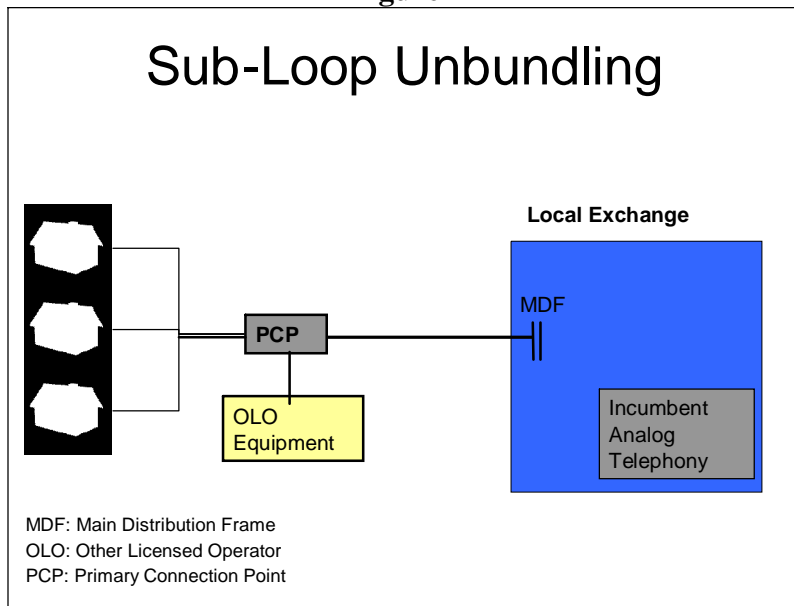 Sub-Loop Unbundling
Local Exchange
MDF
PCP
OLO
Equipment
Incumbent
Analog
Telephony
MDF: Main Distribution Frame
OLO: Other Licensed Operator
PCP: Primary Connection Point